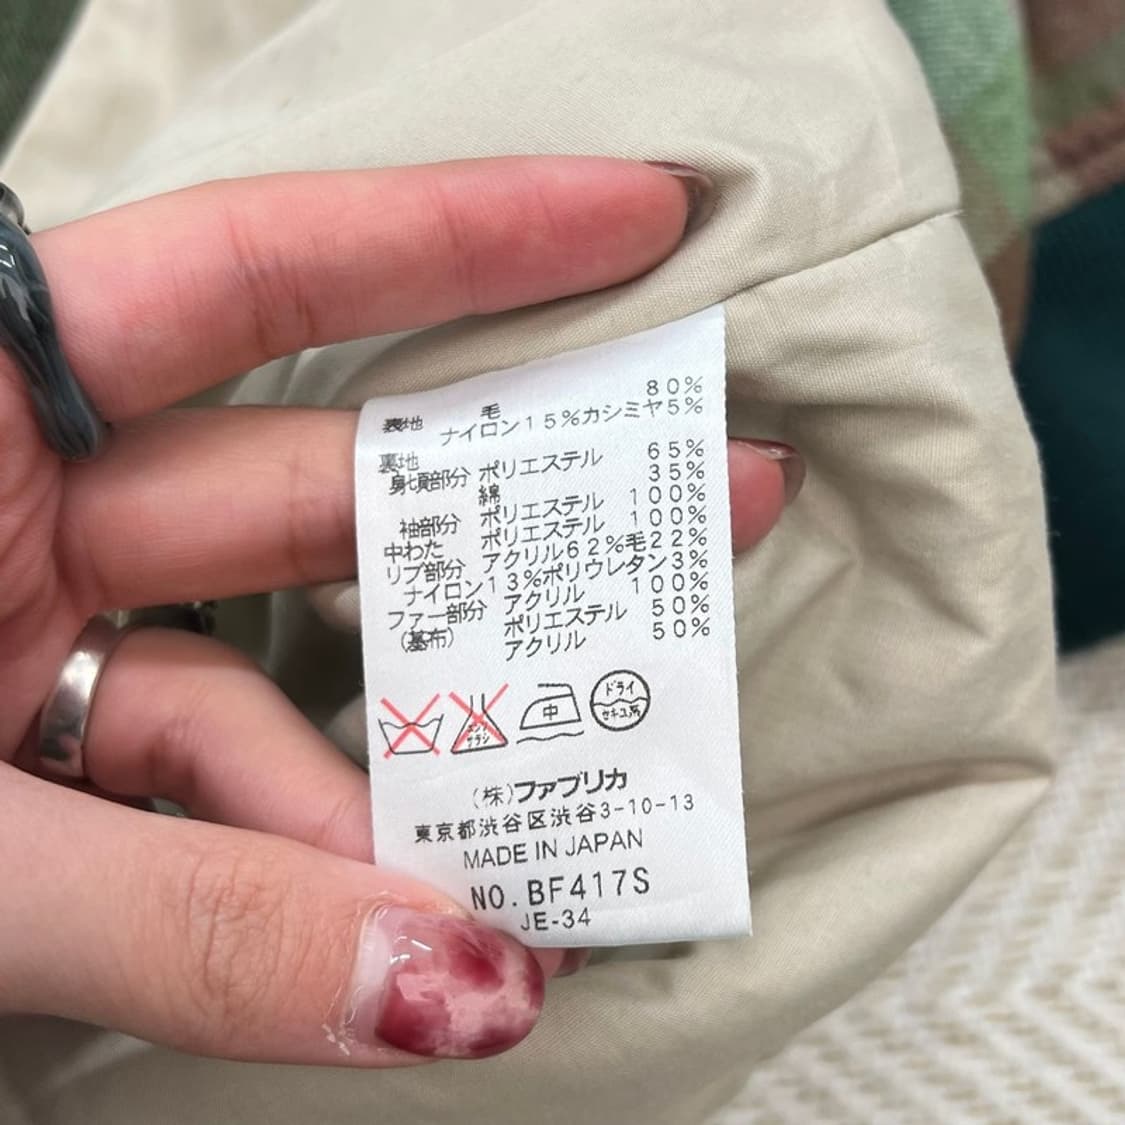 毛 80%
表地 ナイロン15%カシミヤ5%
裏地
身頃部分 ポリエステル 65%
綿 35%
袖部分 ポリエステル 100%
中わた ポリエステル 100%
リブ部分 アクリル62%毛22%
ナイロン13%ポリウレタン3%
ファー部分 アクリル 100%
(基布) ポリエステル 50%
アクリル 50%
エンソサラシ
中
ドライ
セキユ系
(株)ファブリカ
東京都渋谷区渋谷3-10-13
MADE IN JAPAN
NO.BF417S
JE-34